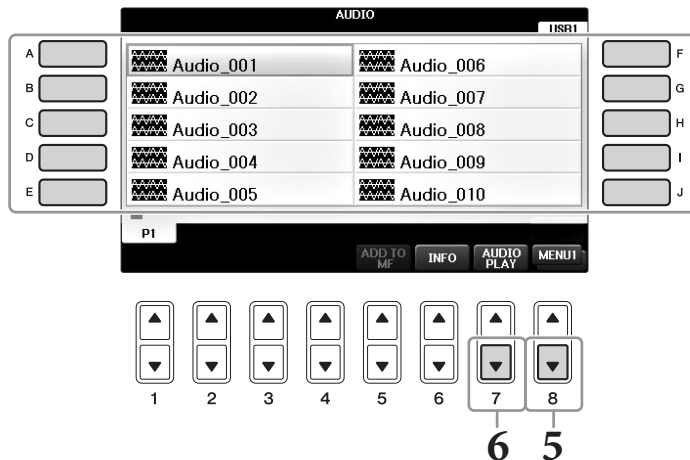 AUDIO
USB1
A Audio_001 Audio_006 F
B Audio_002 Audio_007 G
C Audio_003 Audio_008 H
D Audio_004 Audio_009 I
E Audio_005 Audio_010 J
P1
ADD TO MF INFO AUDIO PLAY MENU1
1 2 3 4 5 6 7 8
6 5